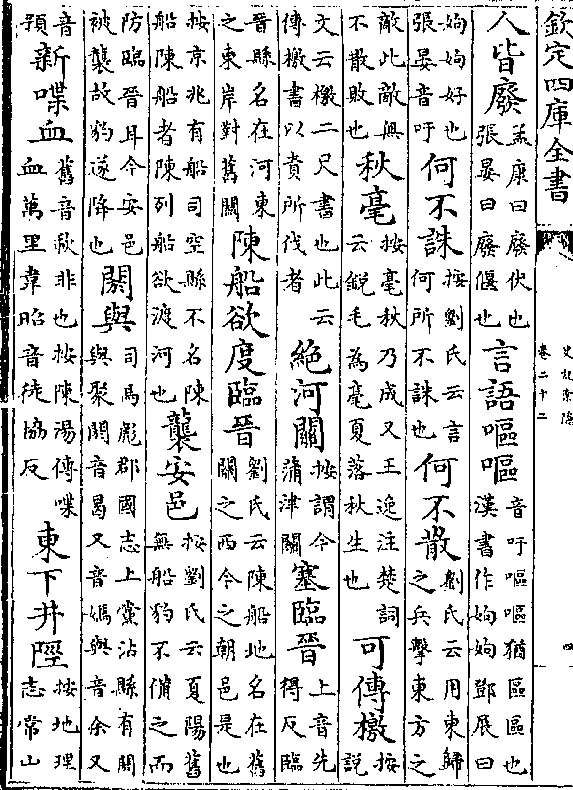 欽定四庫全書
史記索隱
卷二十二
四
人皆廢孟康曰廢伏也張晏曰廢偃也言語嘔嘔音吁嘔嘔猶區區也漢書作姁姁鄧展曰
姁姁好也張晏音吁何不誅按劉氏云言何所不誅也何不散劉氏云用東歸之兵擊東方之
敵此敵無不散敗也秋毫按毫秋乃成又王逸注楚詞云銳毛為毫夏落秋生也可傳檄按說
文云檄二尺書也此云傳檄書以責所伐者絶河關按謂今蒲津關塞臨晉上音先得反臨
晉縣名在河東之東岸對舊關陳船欲度臨晉劉氏云陳船地名在舊關之西今之朝邑是也
按京兆有船司空縣不名陳船陳船者陳列船欲渡河也襲安邑按劉氏云夏陽舊無船豹不備之而
防臨晉耳今安邑被襲故豹遂降也閼與司馬彪郡國志上黨沾縣有閼與聚閼音曷又音嫣與音余又
音預新喋血舊音歃非也按陳湯傳喋血萬里韋昭音徒協反東下井陘按地理志常山